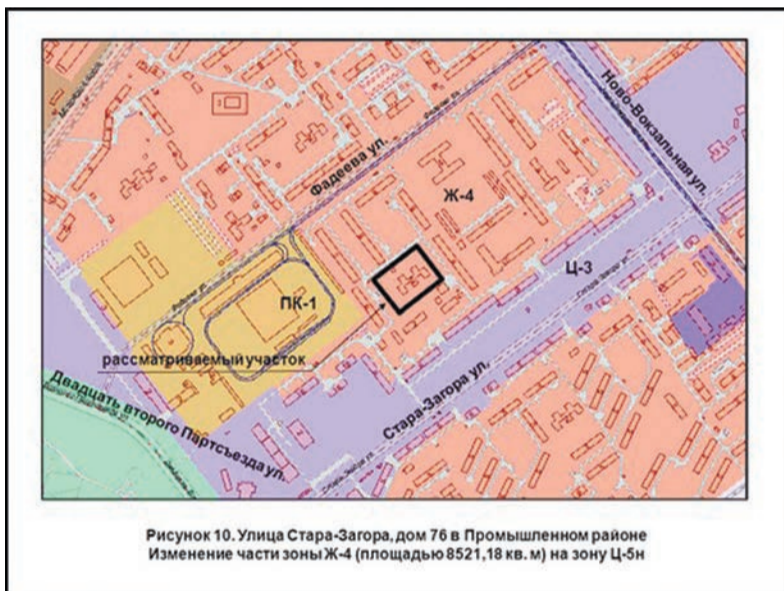 Ново-Вокзальная ул.
Фадеева ул.
Ж-4
Ц-3
ПК-1
рассматриваемый участок
Стара-Загора ул.
Двадцать второго Партсъезда ул.
Рисунок 10. Улица Стара-Загора, дом 76 в Промышленном районе
Изменение части зоны Ж-4 (площадью 8521,18 кв. м) на зону Ц-5н